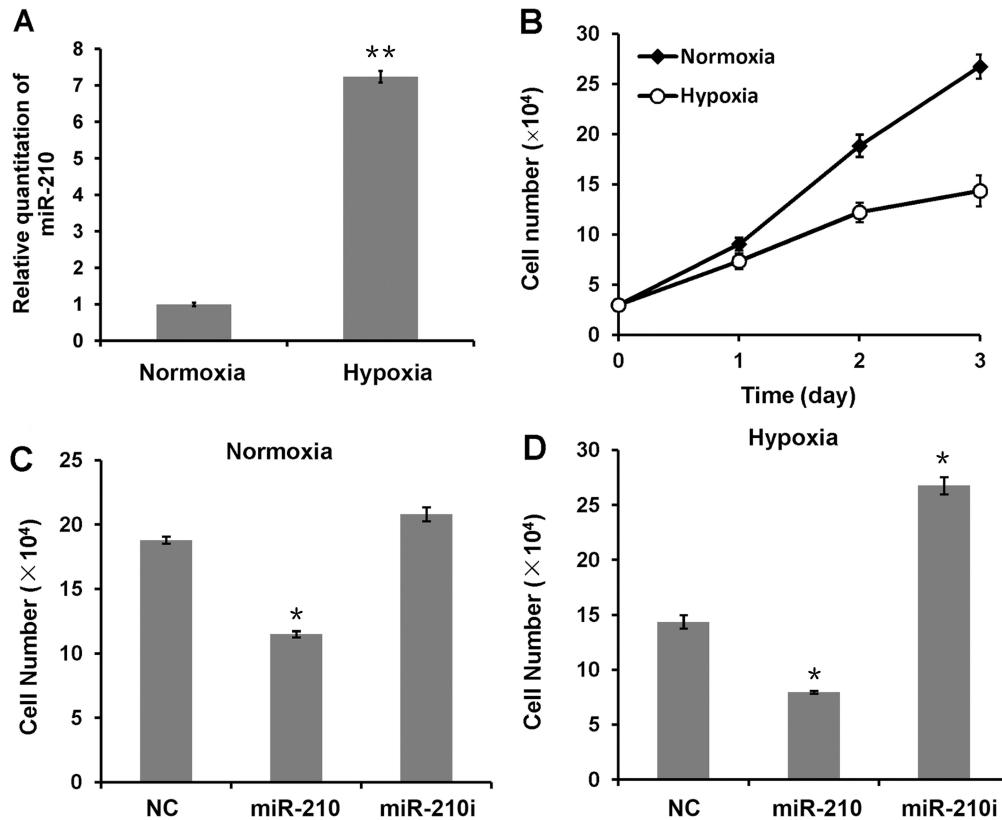 A
Relative quantitation of
miR-210
8
7
6
5
4
3
2
1
0
**
Normoxia
Hypoxia
B
Cell number (×10⁴)
30
25
20
15
10
5
0
Normoxia
Hypoxia
0 1 2 3
Time (day)
C
Normoxia
Cell Number (×10⁴)
25
20
15
10
5
0
*
NC miR-210 miR-210i
D
Hypoxia
Cell Number (×10⁴)
30
25
20
15
10
5
0
*
*
NC miR-210 miR-210i